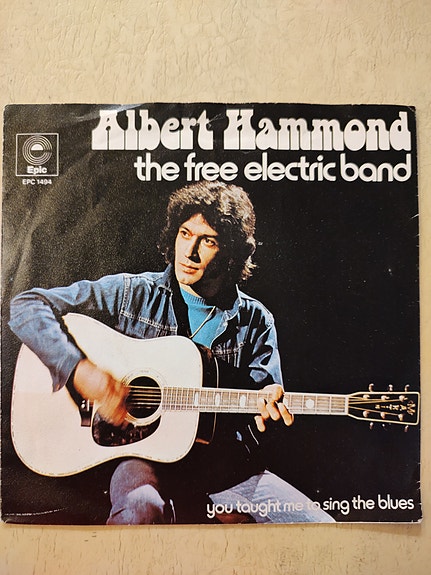 Albert Hammond
the free electric band
Epic
EPC 1494
you taught me to sing the blues